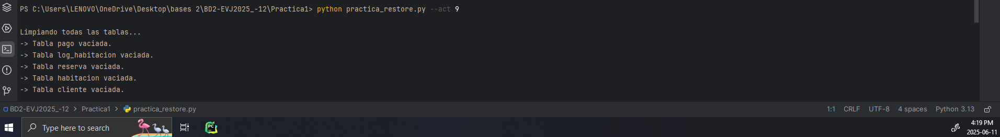 PS C:\Users\LENOVO\OneDrive\Desktop\bases 2\BD2-EVJ2025_-12\Practica1> python practica_restore.py --act 9
Limpiando todas las tablas...
-> Tabla pago vaciada.
-> Tabla log_habitacion vaciada.
-> Tabla reserva vaciada.
-> Tabla habitacion vaciada.
-> Tabla cliente vaciada.
BD2-EVJ2025_-12 > Practica1 > practica_restore.py 1:1 CRLF UTF-8 4 spaces Python 3.13
Type here to search PC 4:19 PM
2025-06-11